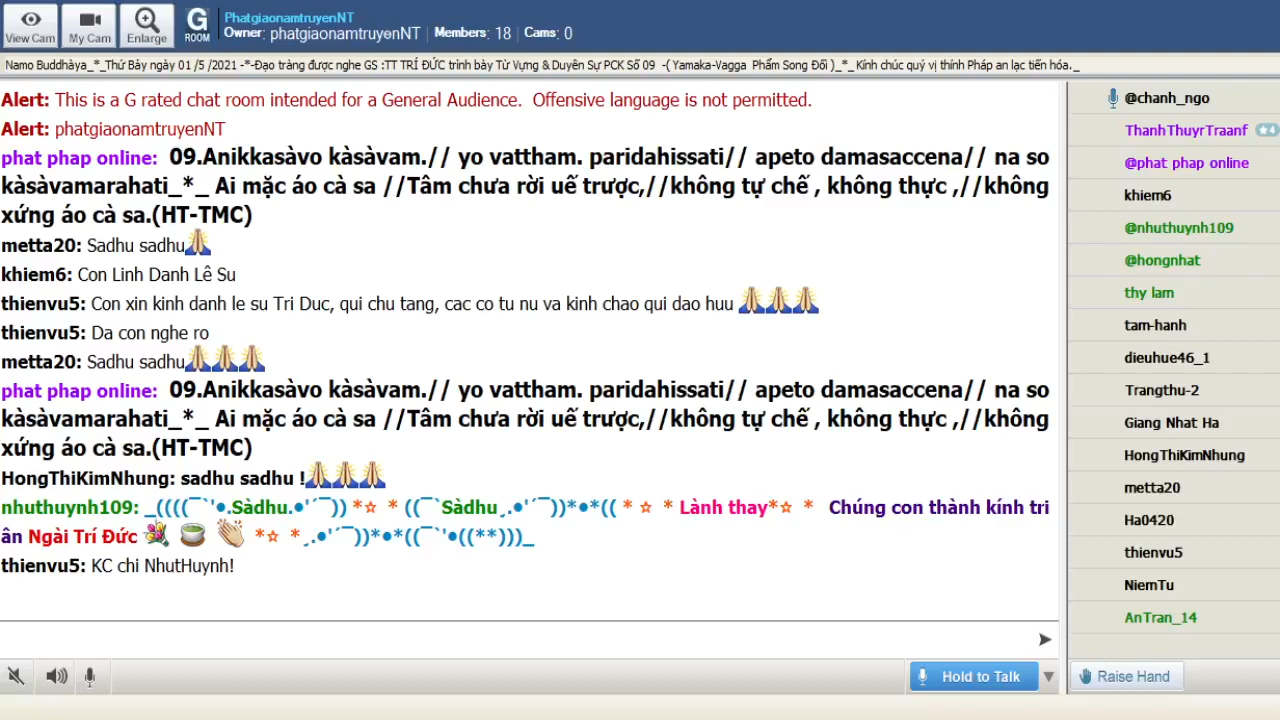 View Cam
My Cam
Enlarge
G
ROOM
PhatgiaonamtruyenNT
Owner: phatgiaonamtruyenNT | Members: 18 | Cams: 0
Namo Buddhàya_*_Thứ Bảy ngày 01 /5 /2021 -*-Đạo tràng được nghe GS :TT TRÍ ĐỨC trình bày Từ Vựng & Duyên Sự PCK Số 09 -( Yamaka-Vagga Phẩm Song Đối )_*_ Kính chúc quý vị thính Pháp an lạc tiến hóa._
Alert: This is a G rated chat room intended for a General Audience. Offensive language is not permitted.
Alert: phatgiaonamtruyenNT
phat phap online: 09.Anikkasàvo kàsàvam.// yo vattham. paridahissati// apeto damasaccena// na so
kàsàvamarahati_*_ Ai mặc áo cà sa //Tâm chưa rời uế trược,//không tự chế , không thực ,//không
xứng áo cà sa.(HT-TMC)
metta20: Sadhu sadhu🙏
khiem6: Con Linh Danh Lê Su
thienvu5: Con xin kinh danh le su Tri Duc, qui chu tang, cac co tu nu va kinh chao qui dao huu 🙏🙏🙏
thienvu5: Da con nghe ro
metta20: Sadhu sadhu🙏🙏🙏
phat phap online: 09.Anikkasàvo kàsàvam.// yo vattham. paridahissati// apeto damasaccena// na so
kàsàvamarahati_*_ Ai mặc áo cà sa //Tâm chưa rời uế trược,//không tự chế , không thực ,//không
xứng áo cà sa.(HT-TMC)
HongThiKimNhung: sadhu sadhu !🙏🙏🙏
nhuthuynh109: _((((¯`'•.Sàdhu.•'´¯)) *☆ * ((¯`Sàdhu¸.•'´¯))*•*(( * ☆ * Lành thay*☆ * Chúng con thành kính tri
ân Ngài Trí Đức 💐 🍵 👏 *☆ *¸.•'´¯))*•*((¯`'•((**)))_
thienvu5: KC chi NhutHuynh!
Hold to Talk
@chanh_ngo
ThanhThuyrTraanf ★4
@phat phap online
khiem6
@nhuthuynh109
@hongnhat
thy lam
tam-hanh
dieuhue46_1
Trangthu-2
Giang Nhat Ha
HongThiKimNhung
metta20
Ha0420
thienvu5
NiemTu
AnTran_14
Raise Hand